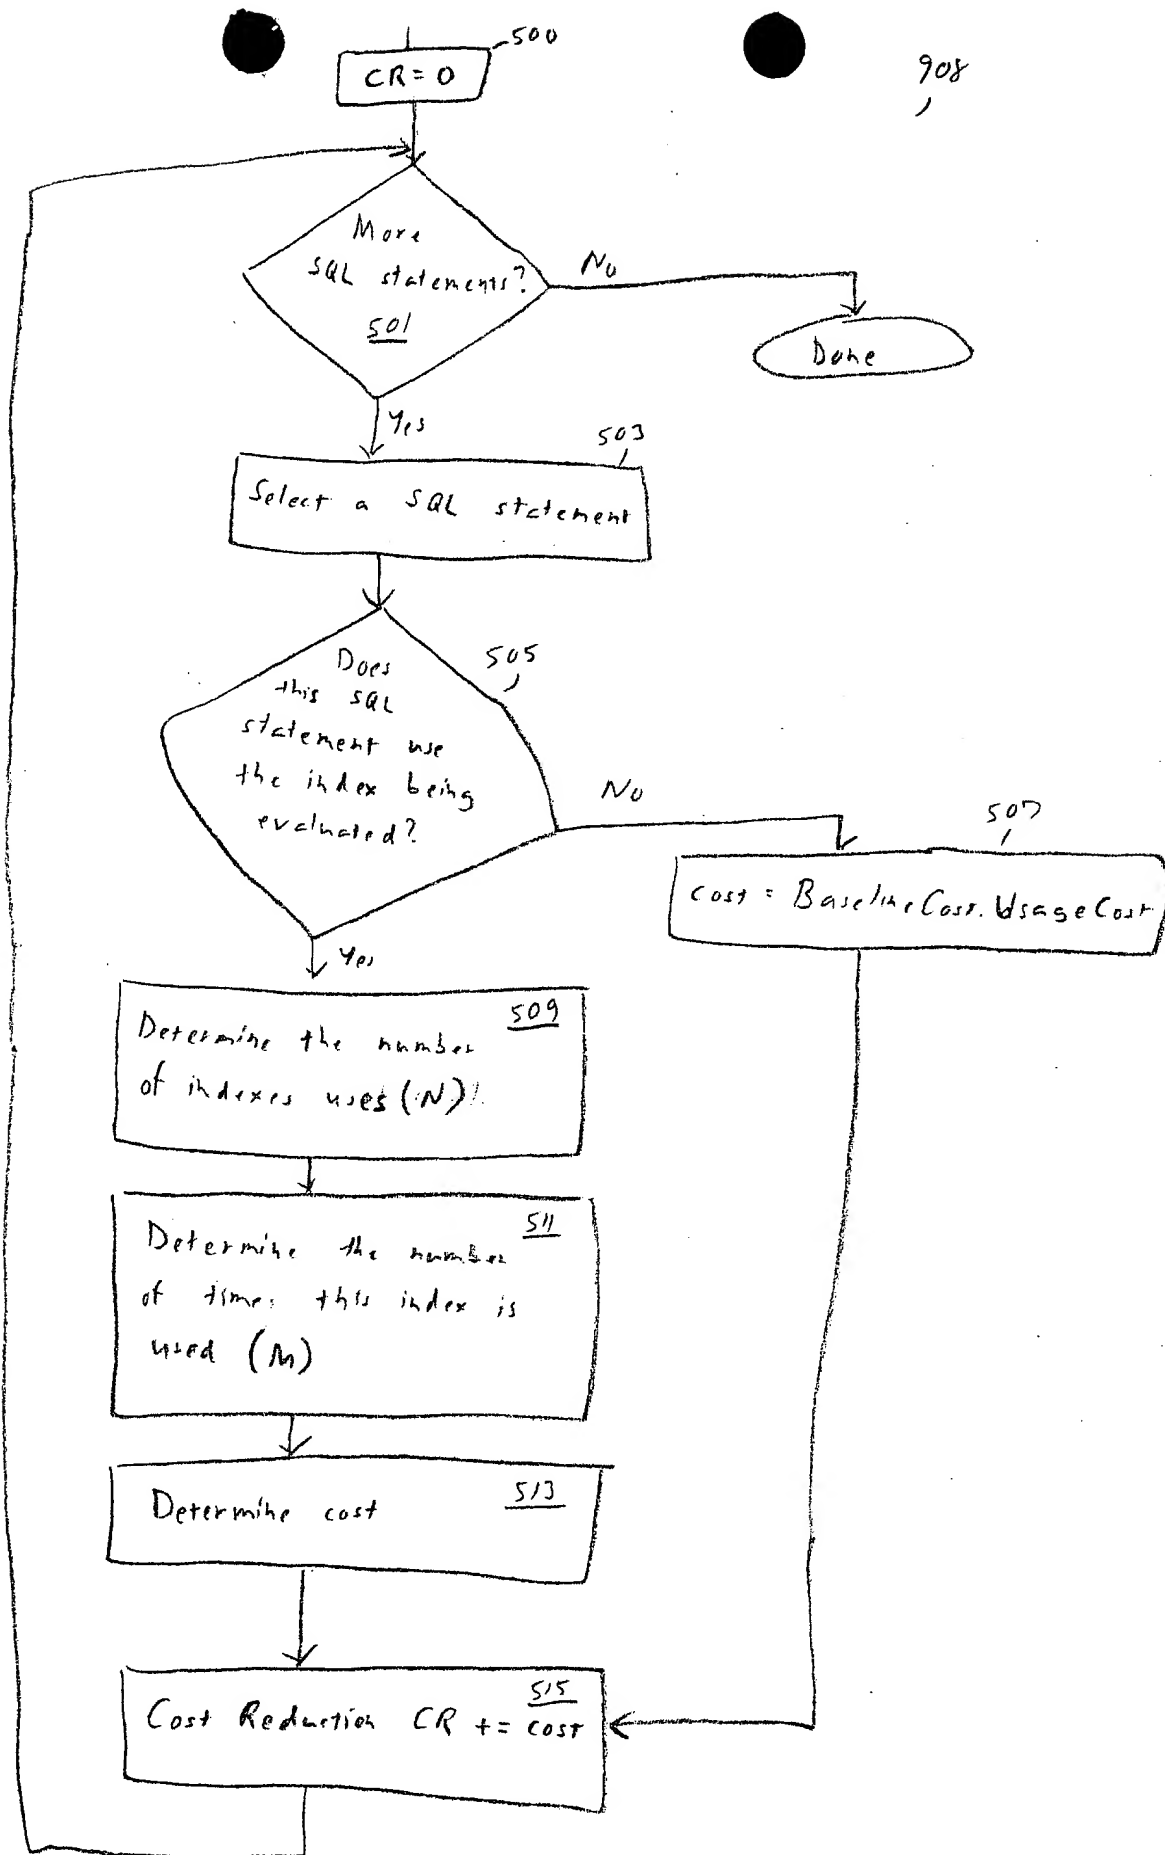 500
CR = 0
908
More
SQL statements?
501
No
Done
Yes
503
Select a SQL statement
505
Does
this SQL
statement use
the index being
evaluated?
No
507
cost = BaselineCost.UsageCost
Yes
509
Determine the number
of indexes uses (N)
511
Determine the number
of times this index is
used (M)
513
Determine cost
515
Cost Reduction CR += cost